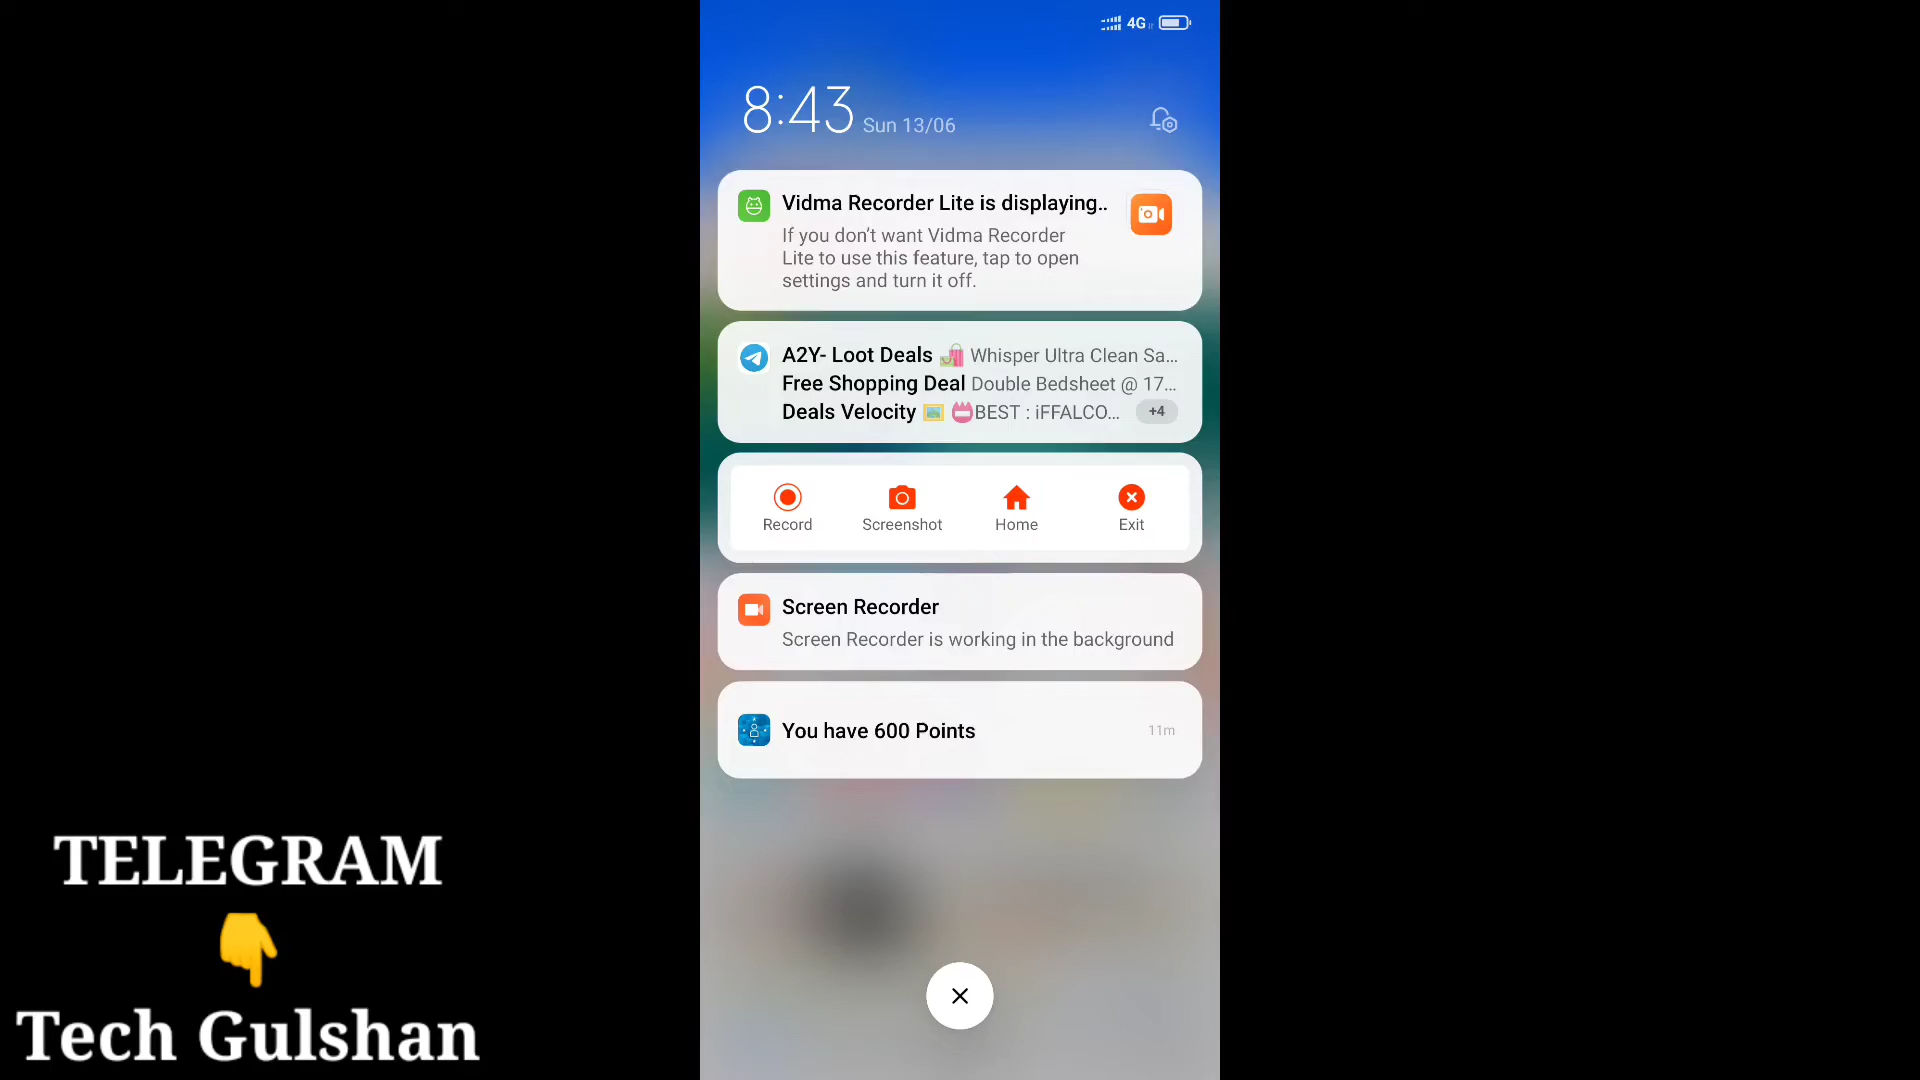 4G
8:43 Sun 13/06
Vidma Recorder Lite is displaying..
If you don't want Vidma Recorder
Lite to use this feature, tap to open
settings and turn it off.
A2Y- Loot Deals 🛍️ Whisper Ultra Clean Sa...
Free Shopping Deal Double Bedsheet @ 17...
Deals Velocity 🖼️ 📛BEST : iFFALCO... +4
Record Screenshot Home Exit
Screen Recorder
Screen Recorder is working in the background
You have 600 Points 11m
TELEGRAM
👇
Tech Gulshan